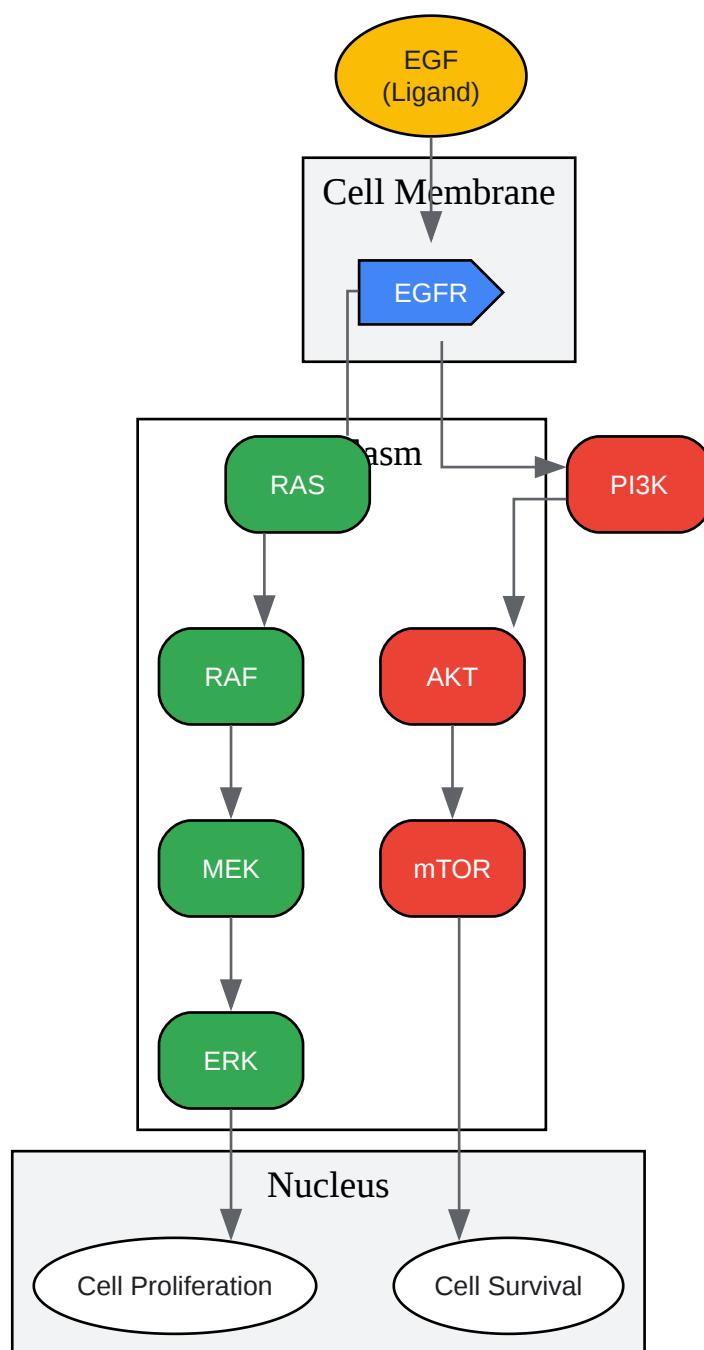 EGF
(Ligand)
Cell Membrane
EGFR
RAS
PI3K
RAF
AKT
MEK
mTOR
ERK
Nucleus
Cell Proliferation
Cell Survival